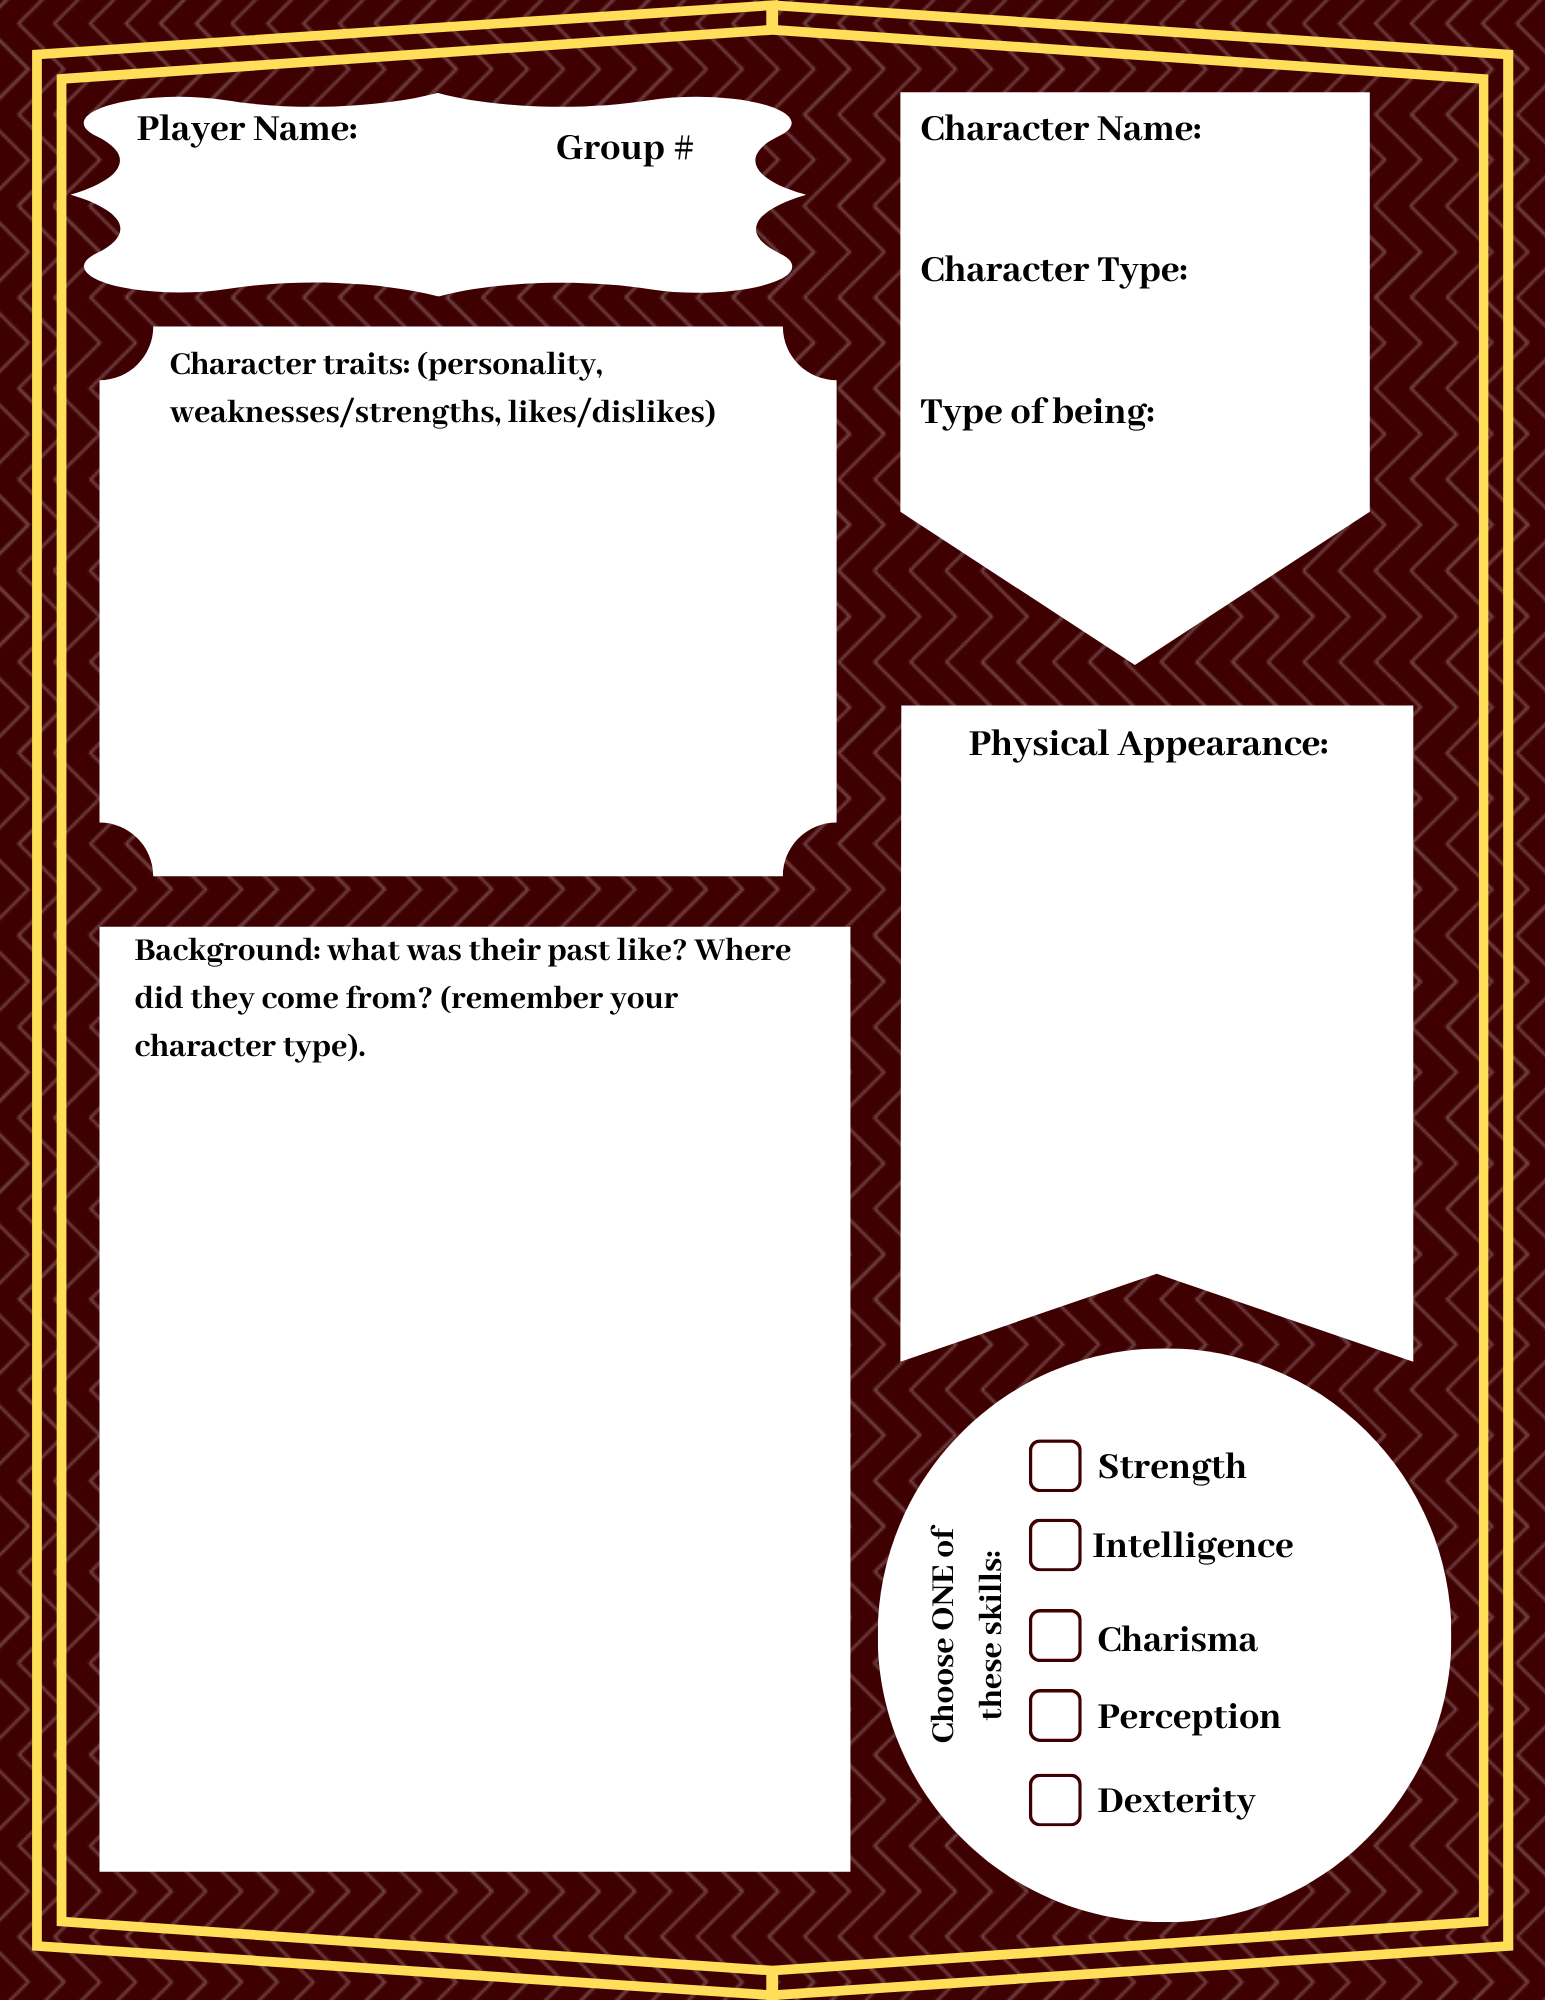 Player Name:
Group #
Character Name:
Character Type:
Type of being:
Character traits: (personality,
weaknesses/strengths, likes/dislikes)
Physical Appearance:
Background: what was their past like? Where
did they come from? (remember your
character type).
Choose ONE of
these skills:
Strength
Intelligence
Charisma
Perception
Dexterity